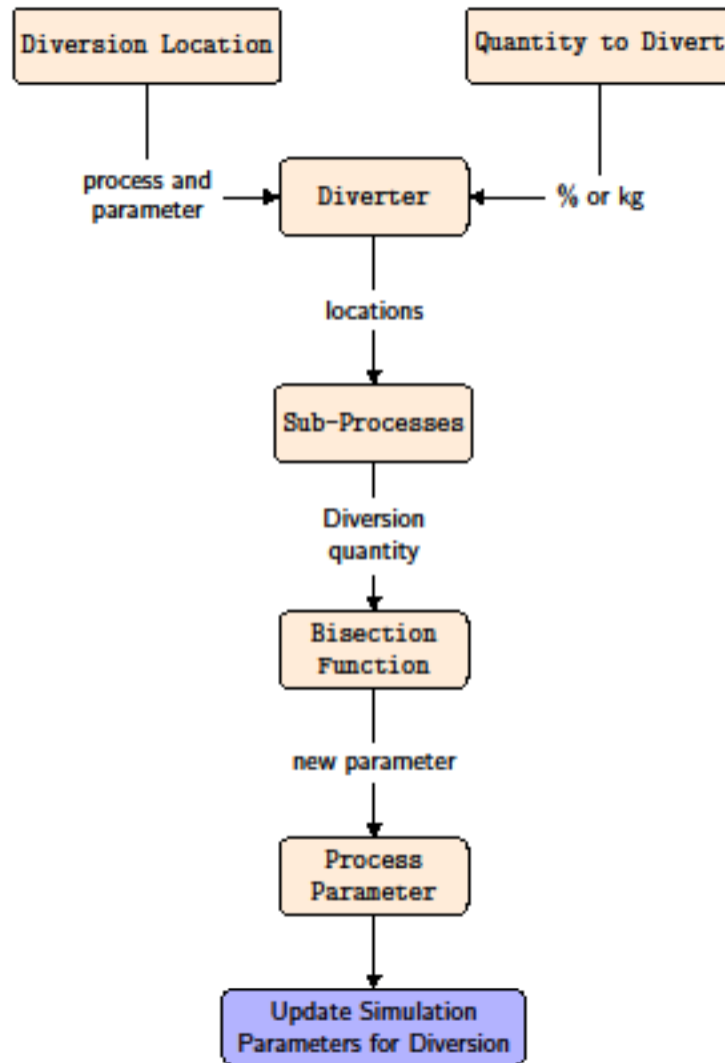 Diversion Location
Quantity to Divert
process and
parameter
Diverter
% or kg
locations
Sub-Processes
Diversion
quantity
Bisection
Function
new parameter
Process
Parameter
Update Simulation
Parameters for Diversion